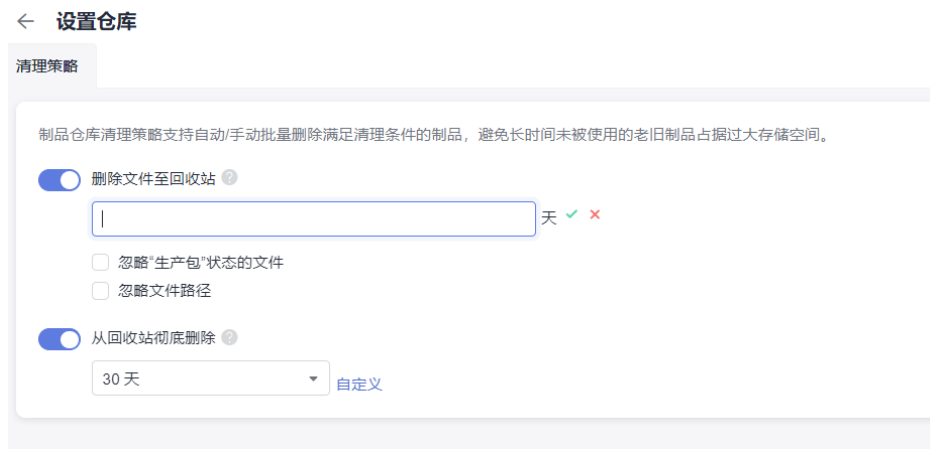 设置仓库
清理策略
制品仓库清理策略支持自动/手动批量删除满足清理条件的制品，避免长时间未被使用的老旧制品占据过大存储空间。
删除文件至回收站 ?
天
忽略“生产包”状态的文件
忽略文件路径
从回收站彻底删除 ?
30 天 自定义